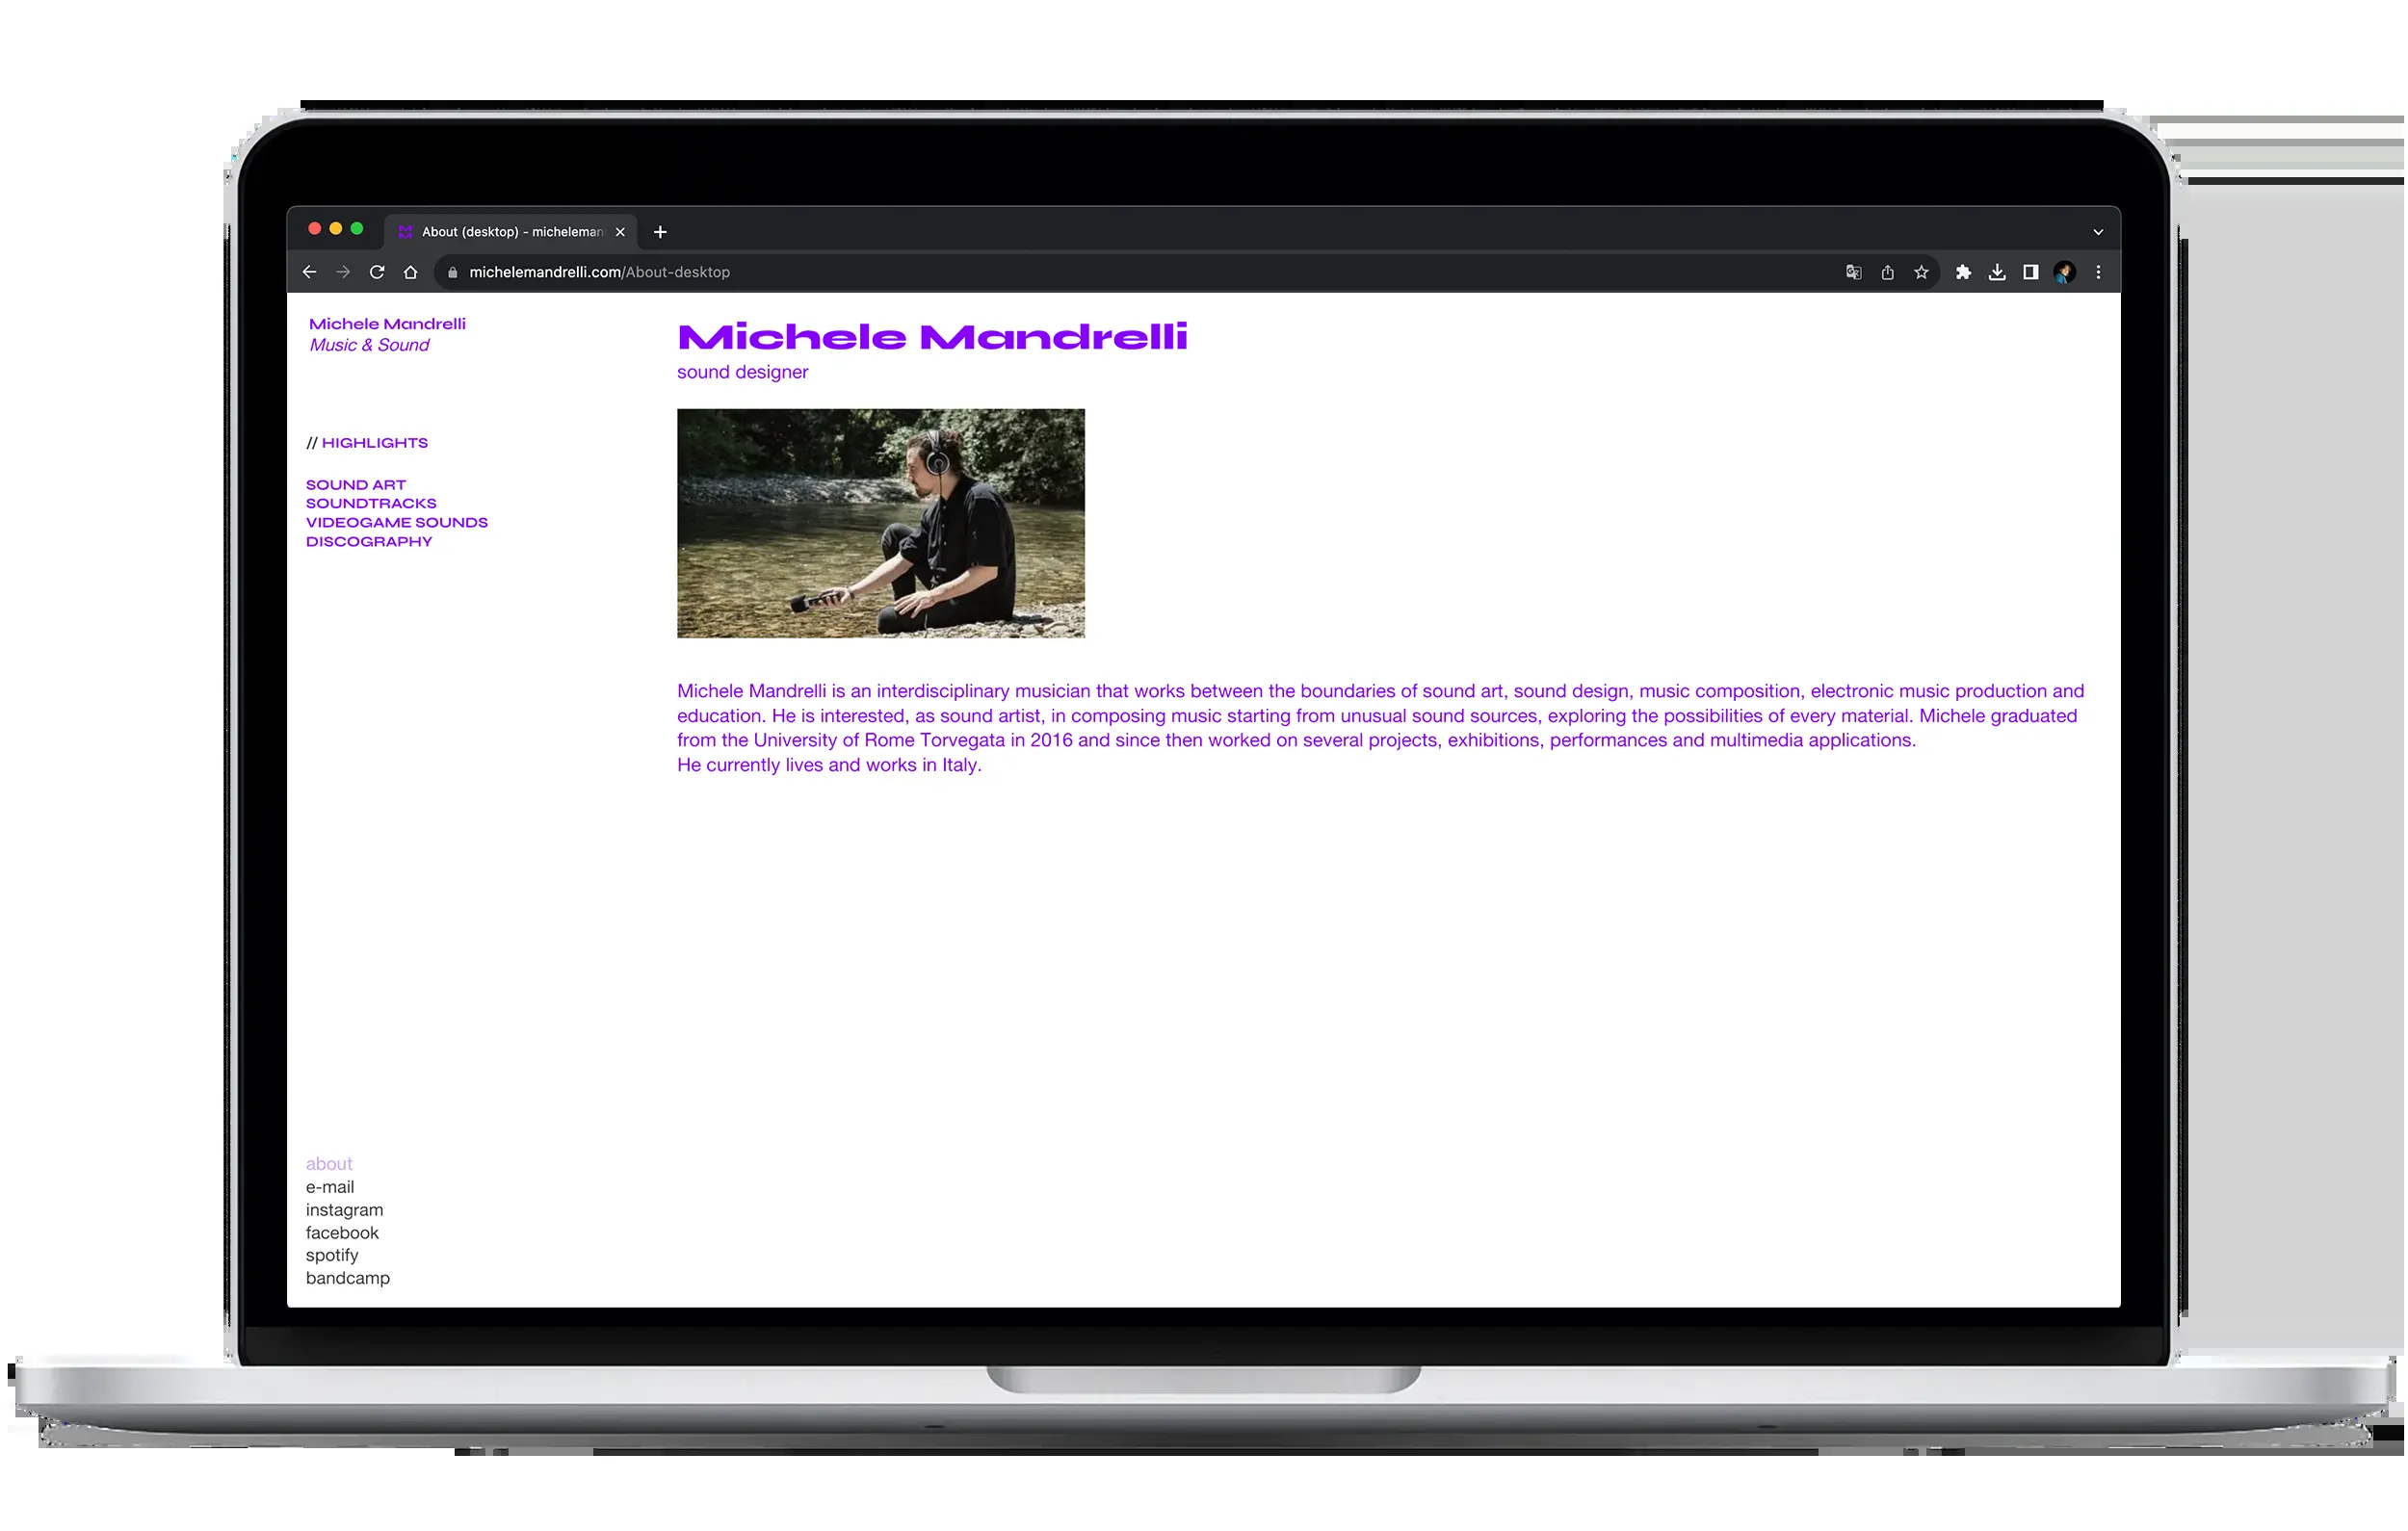 About (desktop) - micheleman
michelemandrelli.com/About-desktop
Michele Mandrelli
Music & Sound
// HIGHLIGHTS
SOUND ART
SOUNDTRACKS
VIDEOGAME SOUNDS
DISCOGRAPHY
about
e-mail
instagram
facebook
spotify
bandcamp
Michele Mandrelli
sound designer
Michele Mandrelli is an interdisciplinary musician that works between the boundaries of sound art, sound design, music composition, electronic music production and
education. He is interested, as sound artist, in composing music starting from unusual sound sources, exploring the possibilities of every material. Michele graduated
from the University of Rome Torvegata in 2016 and since then worked on several projects, exhibitions, performances and multimedia applications.
He currently lives and works in Italy.